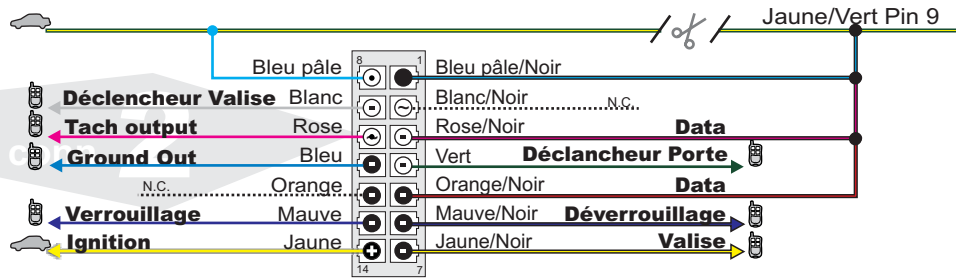 Jaune/Vert Pin 9
8 1
Bleu pâle Bleu pâle/Noir
Déclencheur Valise Blanc Blanc/Noir N.C.
Tach output Rose Rose/Noir Data
Ground Out Bleu Vert Déclancheur Porte
N.C. Orange Orange/Noir Data
Verrouillage Mauve Mauve/Noir Déverrouillage
Ignition Jaune Jaune/Noir Valise
14 7
2